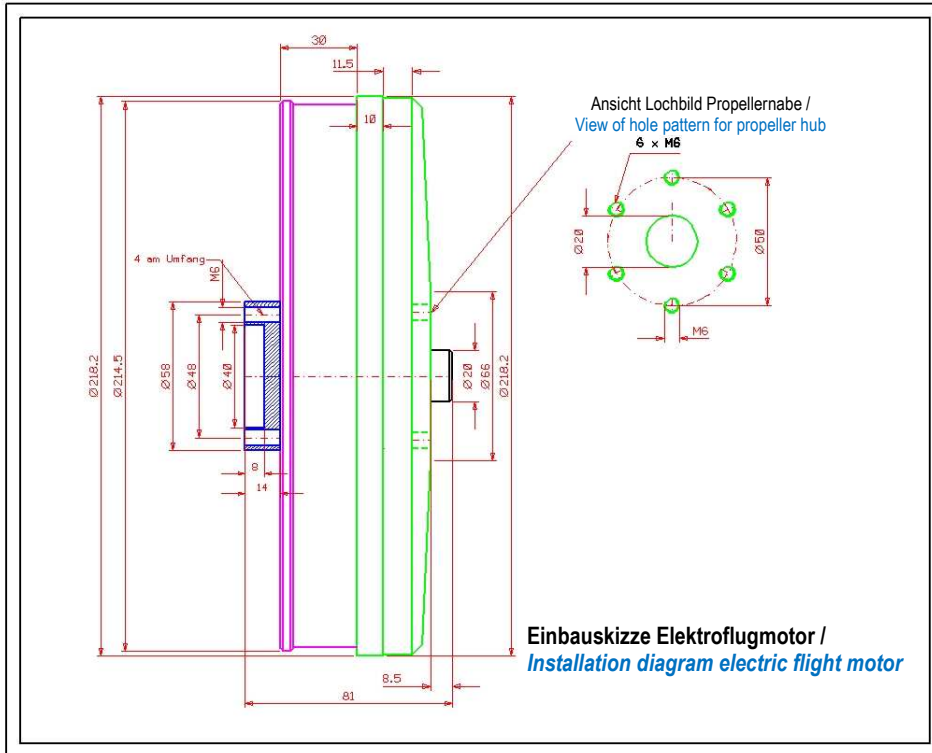 30
11.5
10
Ansicht Lochbild Propellernabe /
View of hole pattern for propeller hub
6 × M6
Ø20
Ø50
M6
4 am Umfang
M6
Ø218.2
Ø214.5
Ø58
Ø48
Ø40
Ø20
Ø66
Ø218.2
8
14
8.5
81
Einbauskizze Elektroflugmotor /
Installation diagram electric flight motor